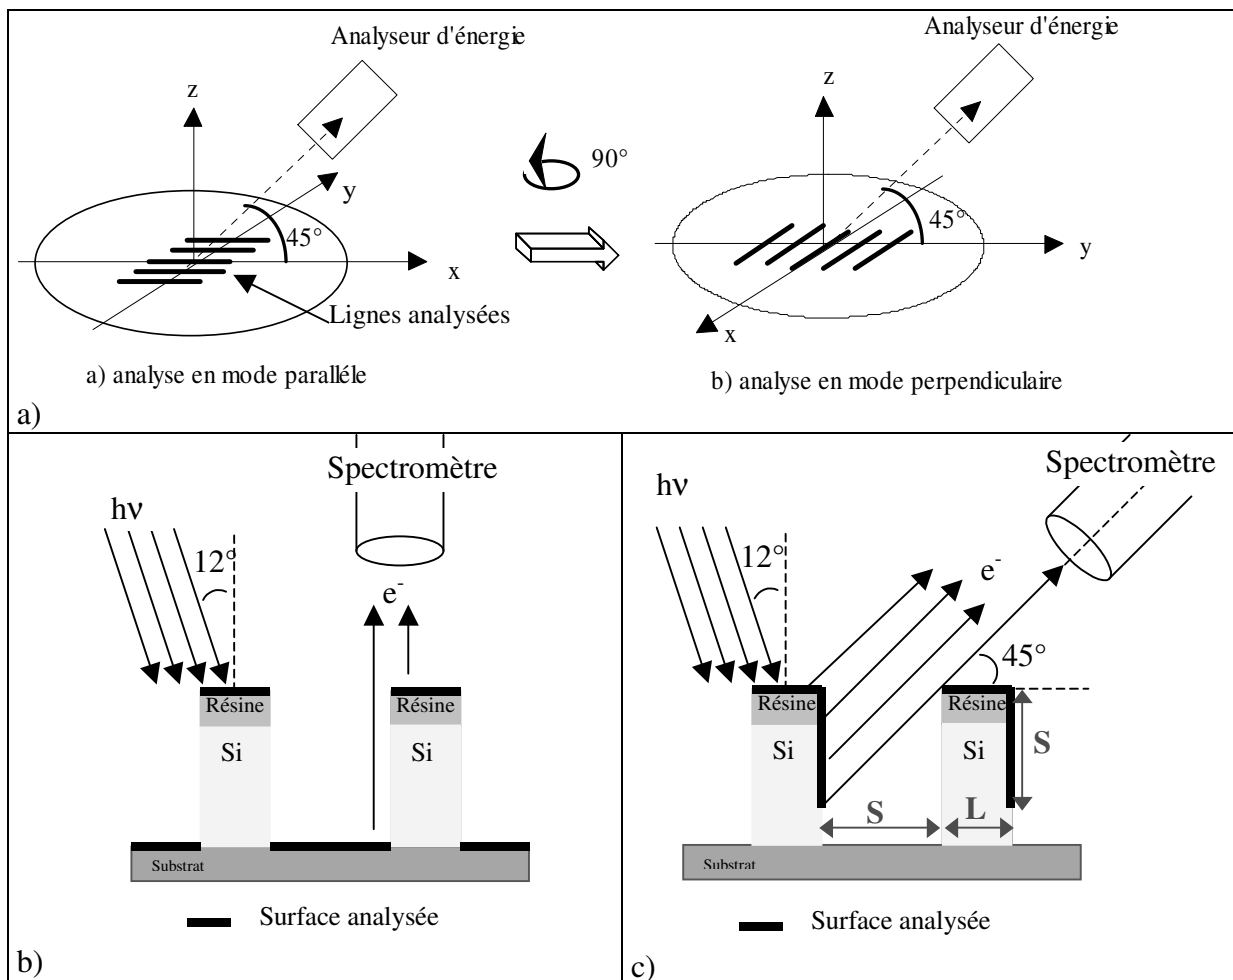 Analyseur d'énergie
z
y
45°
x
Lignes analysées
a) analyse en mode paralléle
90°
Analyseur d'énergie
z
45°
y
x
b) analyse en mode perpendiculaire
a)
Spectromètre
hν
12°
e-
Résine
Résine
Si
Si
Substrat
Surface analysée
b)
Spectromètre
hν
12°
e-
45°
Résine
Résine
Si
Si
S
S
L
Substrat
Surface analysée
c)